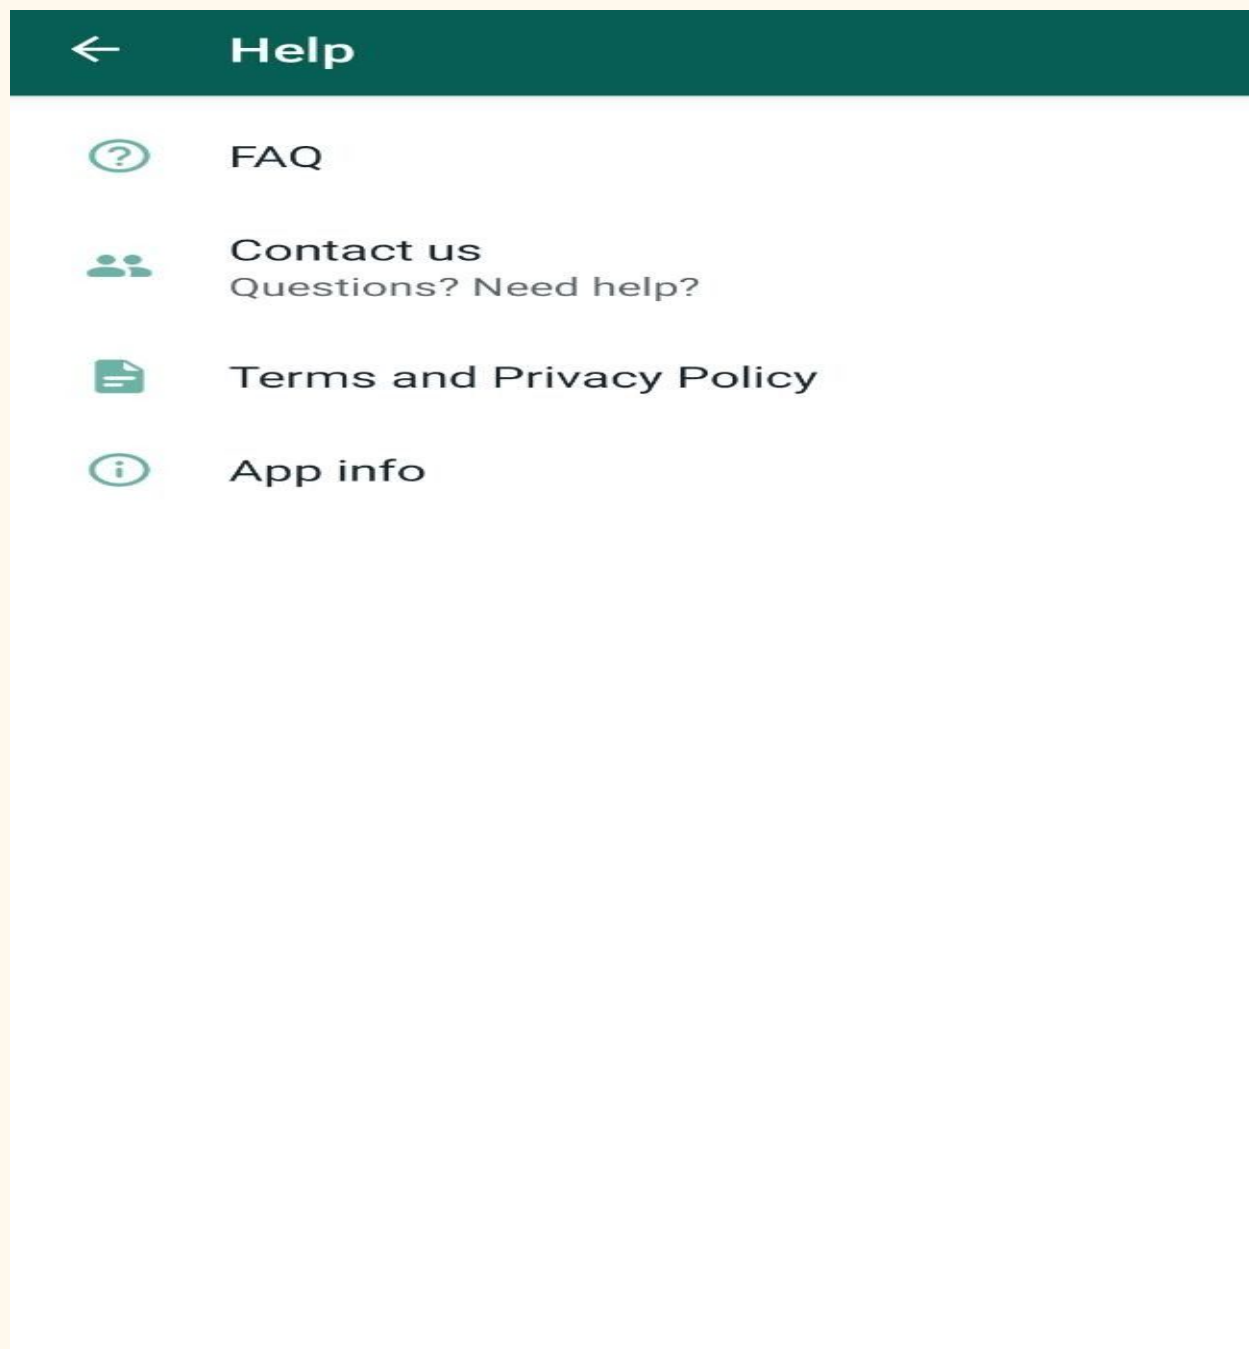 Help
FAQ
Contact us
Questions? Need help?
Terms and Privacy Policy
App info